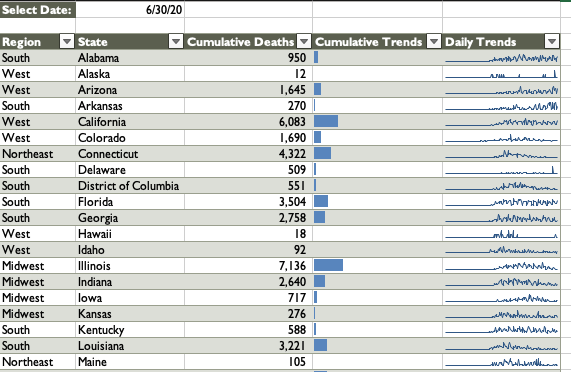 Select Date: 6/30/20
Region State Cumulative Deaths Cumulative Trends Daily Trends
South Alabama 950
West Alaska 12
West Arizona 1,645
South Arkansas 270
West California 6,083
West Colorado 1,690
Northeast Connecticut 4,322
South Delaware 509
South District of Columbia 551
South Florida 3,504
South Georgia 2,758
West Hawaii 18
West Idaho 92
Midwest Illinois 7,136
Midwest Indiana 2,640
Midwest Iowa 717
Midwest Kansas 276
South Kentucky 588
South Louisiana 3,221
Northeast Maine 105